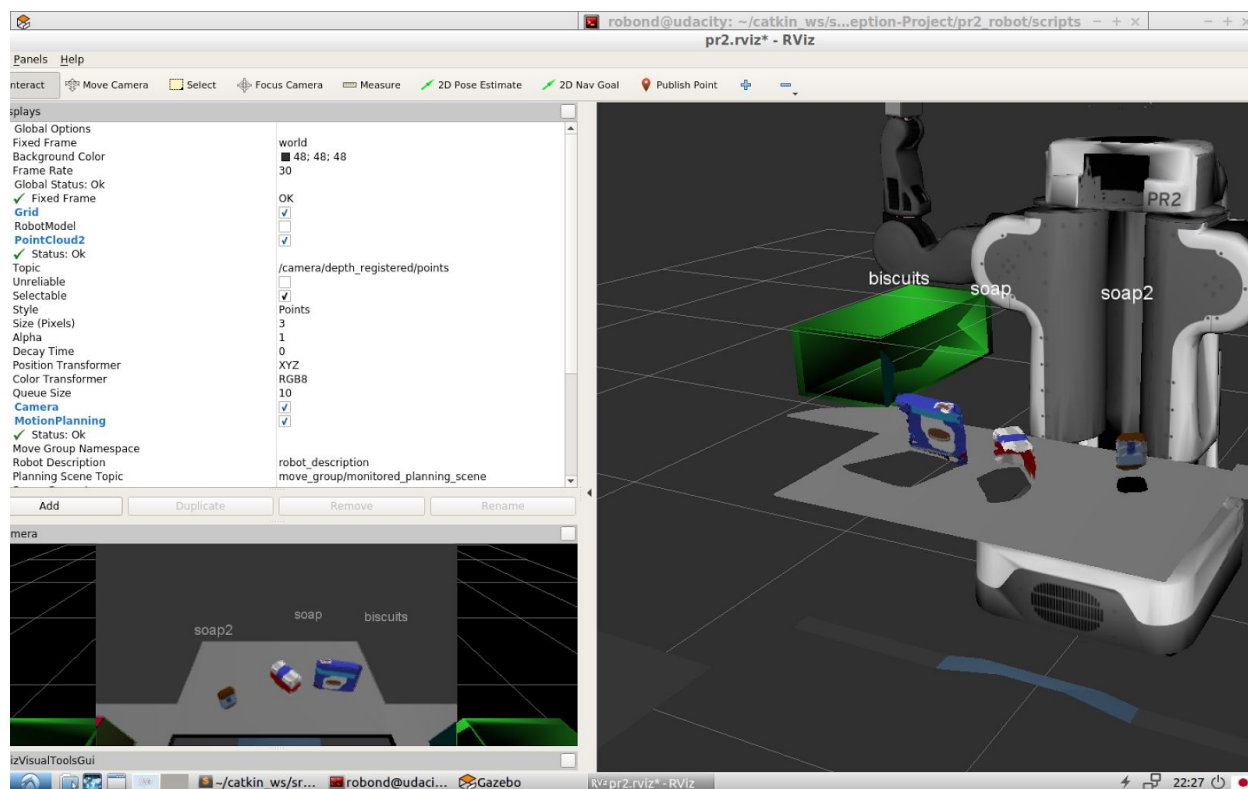 robond@udacity: ~/catkin_ws/s...eption-Project/pr2_robot/scripts
pr2.rviz* - RViz
Panels Help
nteract Move Camera Select Focus Camera Measure 2D Pose Estimate 2D Nav Goal Publish Point
splays
Global Options
Fixed Frame world
Background Color 48; 48; 48
Frame Rate 30
Global Status: Ok
Fixed Frame OK
Grid
RobotModel
PointCloud2
Status: Ok
Topic /camera/depth_registered/points
Unreliable
Selectable
Style Points
Size (Pixels) 3
Alpha 1
Decay Time 0
Position Transformer XYZ
Color Transformer RGB8
Queue Size 10
Camera
MotionPlanning
Status: Ok
Move Group Namespace
Robot Description robot_description
Planning Scene Topic move_group/monitored_planning_scene
Add Duplicate Remove Rename
mera
soap2 soap biscuits
PR2
biscuits soap soap2
izVisualToolsGui
~/catkin_ws/sr... robond@udaci... Gazebo pr2.rviz* - RViz 22:27